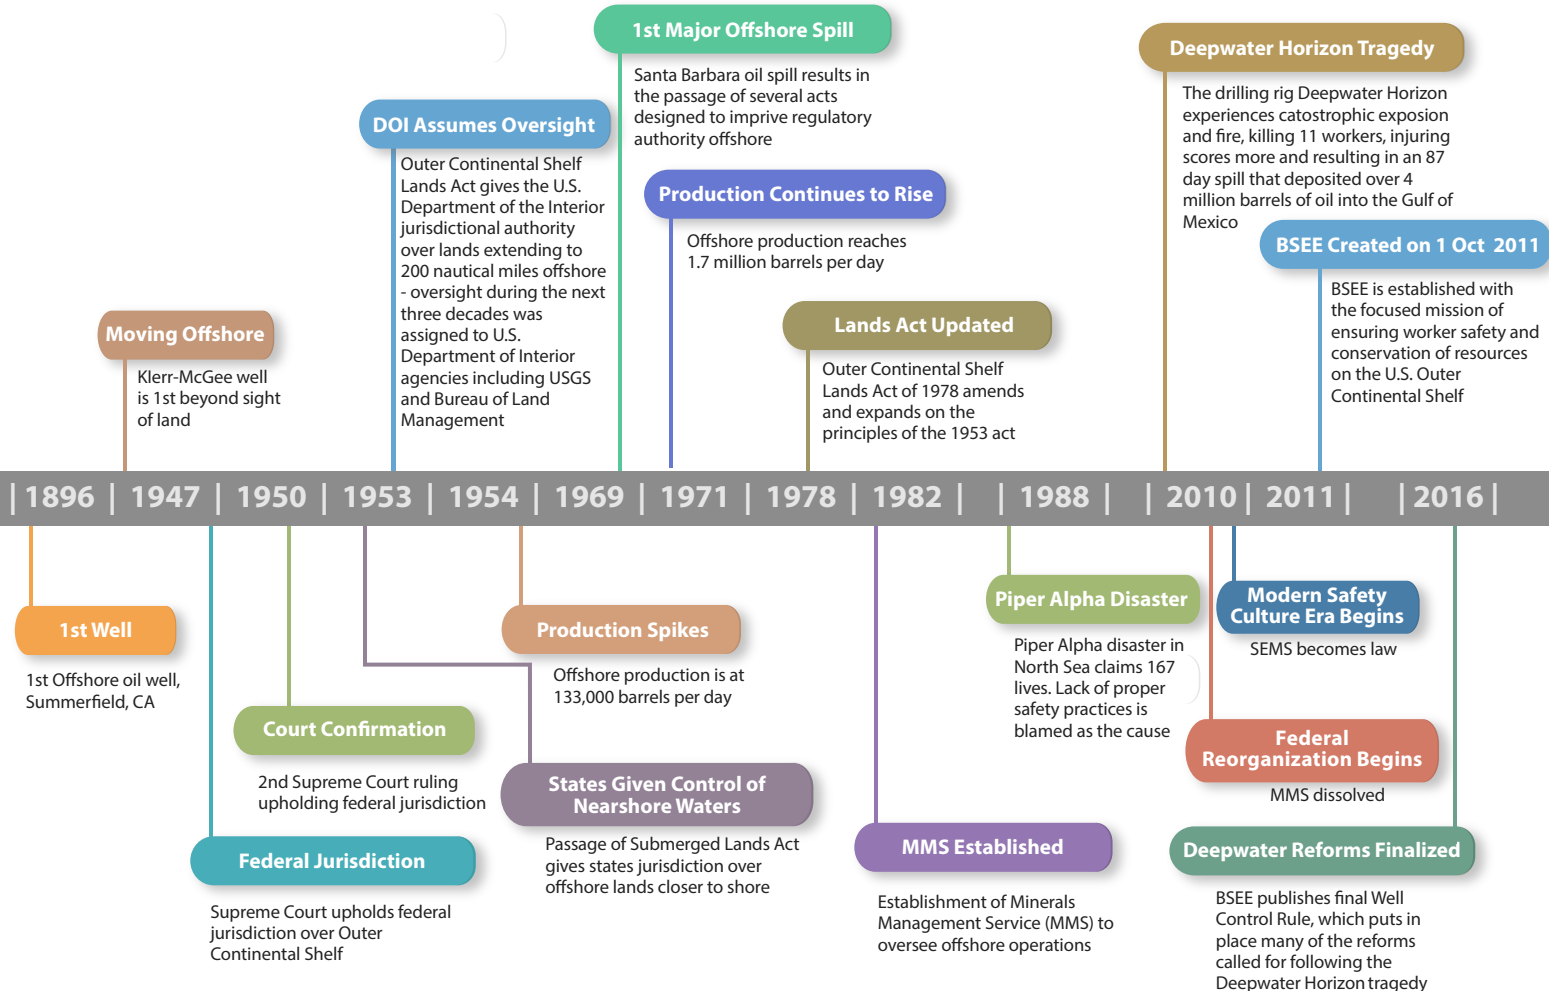 1st Major Offshore Spill
Santa Barbara oil spill results in
the passage of several acts
designed to imprive regulatory
authority offshore
Deepwater Horizon Tragedy
The drilling rig Deepwater Horizon
experiences catostrophic exposion
and fire, killing 11 workers, injuring
scores more and resulting in an 87
day spill that deposited over 4
million barrels of oil into the Gulf of
Mexico
DOI Assumes Oversight
Outer Continental Shelf
Lands Act gives the U.S.
Department of the Interior
jurisdictional authority
over lands extending to
200 nautical miles offshore
- oversight during the next
three decades was
assigned to U.S.
Department of Interior
agencies including USGS
and Bureau of Land
Management
Production Continues to Rise
Offshore production reaches
1.7 million barrels per day
BSEE Created on 1 Oct 2011
BSEE is established with
the focused mission of
ensuring worker safety and
conservation of resources
on the U.S. Outer
Continental Shelf
Moving Offshore
Klerr-McGee well
is 1st beyond sight
of land
Lands Act Updated
Outer Continental Shelf
Lands Act of 1978 amends
and expands on the
principles of the 1953 act
| 1896 | 1947 | 1950 | 1953 | 1954 | 1969 | 1971 | 1978 | 1982 | | 1988 | | 2010 | 2011 | | 2016 |
1st Well
1st Offshore oil well,
Summerfield, CA
Production Spikes
Offshore production is at
133,000 barrels per day
Piper Alpha Disaster
Piper Alpha disaster in
North Sea claims 167
lives. Lack of proper
safety practices is
blamed as the cause
Modern Safety
Culture Era Begins
SEMS becomes law
Court Confirmation
2nd Supreme Court ruling
upholding federal jurisdiction
States Given Control of
Nearshore Waters
Passage of Submerged Lands Act
gives states jurisdiction over
offshore lands closer to shore
Federal
Reorganization Begins
MMS dissolved
Federal Jurisdiction
Supreme Court upholds federal
jurisdiction over Outer
Continental Shelf
MMS Established
Establishment of Minerals
Management Service (MMS) to
oversee offshore operations
Deepwater Reforms Finalized
BSEE publishes final Well
Control Rule, which puts in
place many of the reforms
called for following the
Deepwater Horizon tragedy